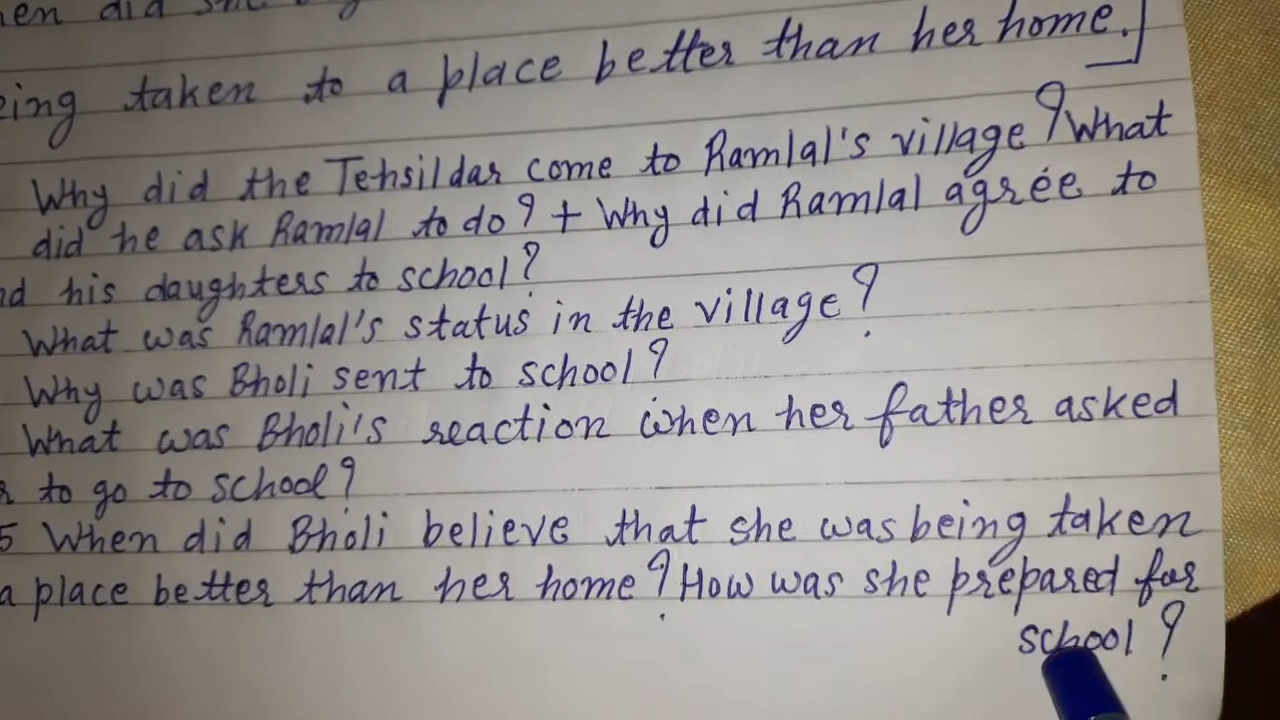 did she
eing taken to a place better than her home.]
Why did the Tehsildar come to Ramlal's village? What
did he ask Ramlal to do? + Why did Ramlal agree to
nd his daughters to school?
What was Ramlal's status in the village?
Why was Bholi sent to school?
What was Bholi's reaction when her father asked
r to go to school?
5 When did Bholi believe that she was being taken
a place better than her home? How was she prepared for
school?